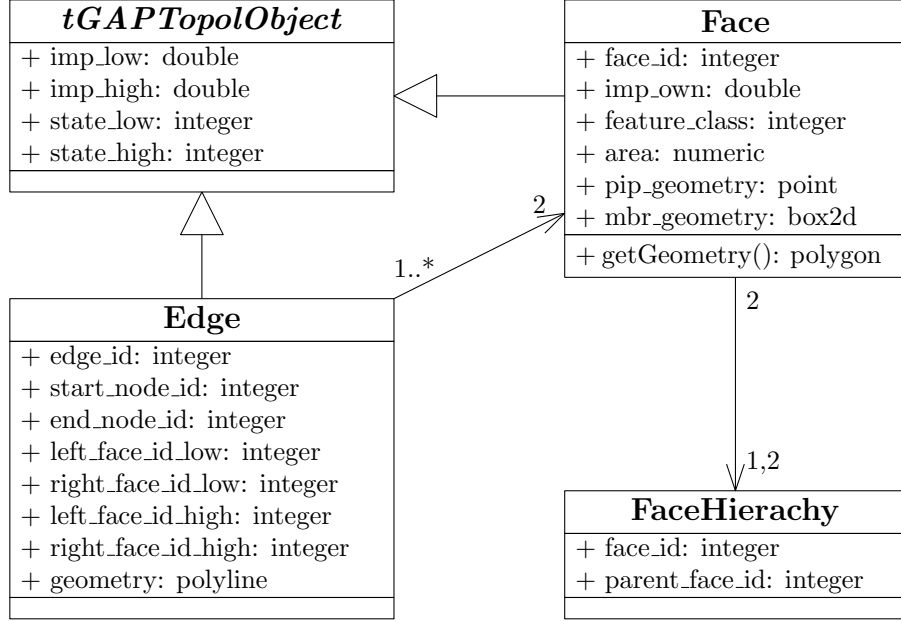 tGAPTopolObject
+ imp_low: double
+ imp_high: double
+ state_low: integer
+ state_high: integer
Face
+ face_id: integer
+ imp_own: double
+ feature_class: integer
+ area: numeric
+ pip_geometry: point
+ mbr_geometry: box2d
+ getGeometry(): polygon
2
1..*
2
1,2
Edge
+ edge_id: integer
+ start_node_id: integer
+ end_node_id: integer
+ left_face_id_low: integer
+ right_face_id_low: integer
+ left_face_id_high: integer
+ right_face_id_high: integer
+ geometry: polyline
FaceHierachy
+ face_id: integer
+ parent_face_id: integer